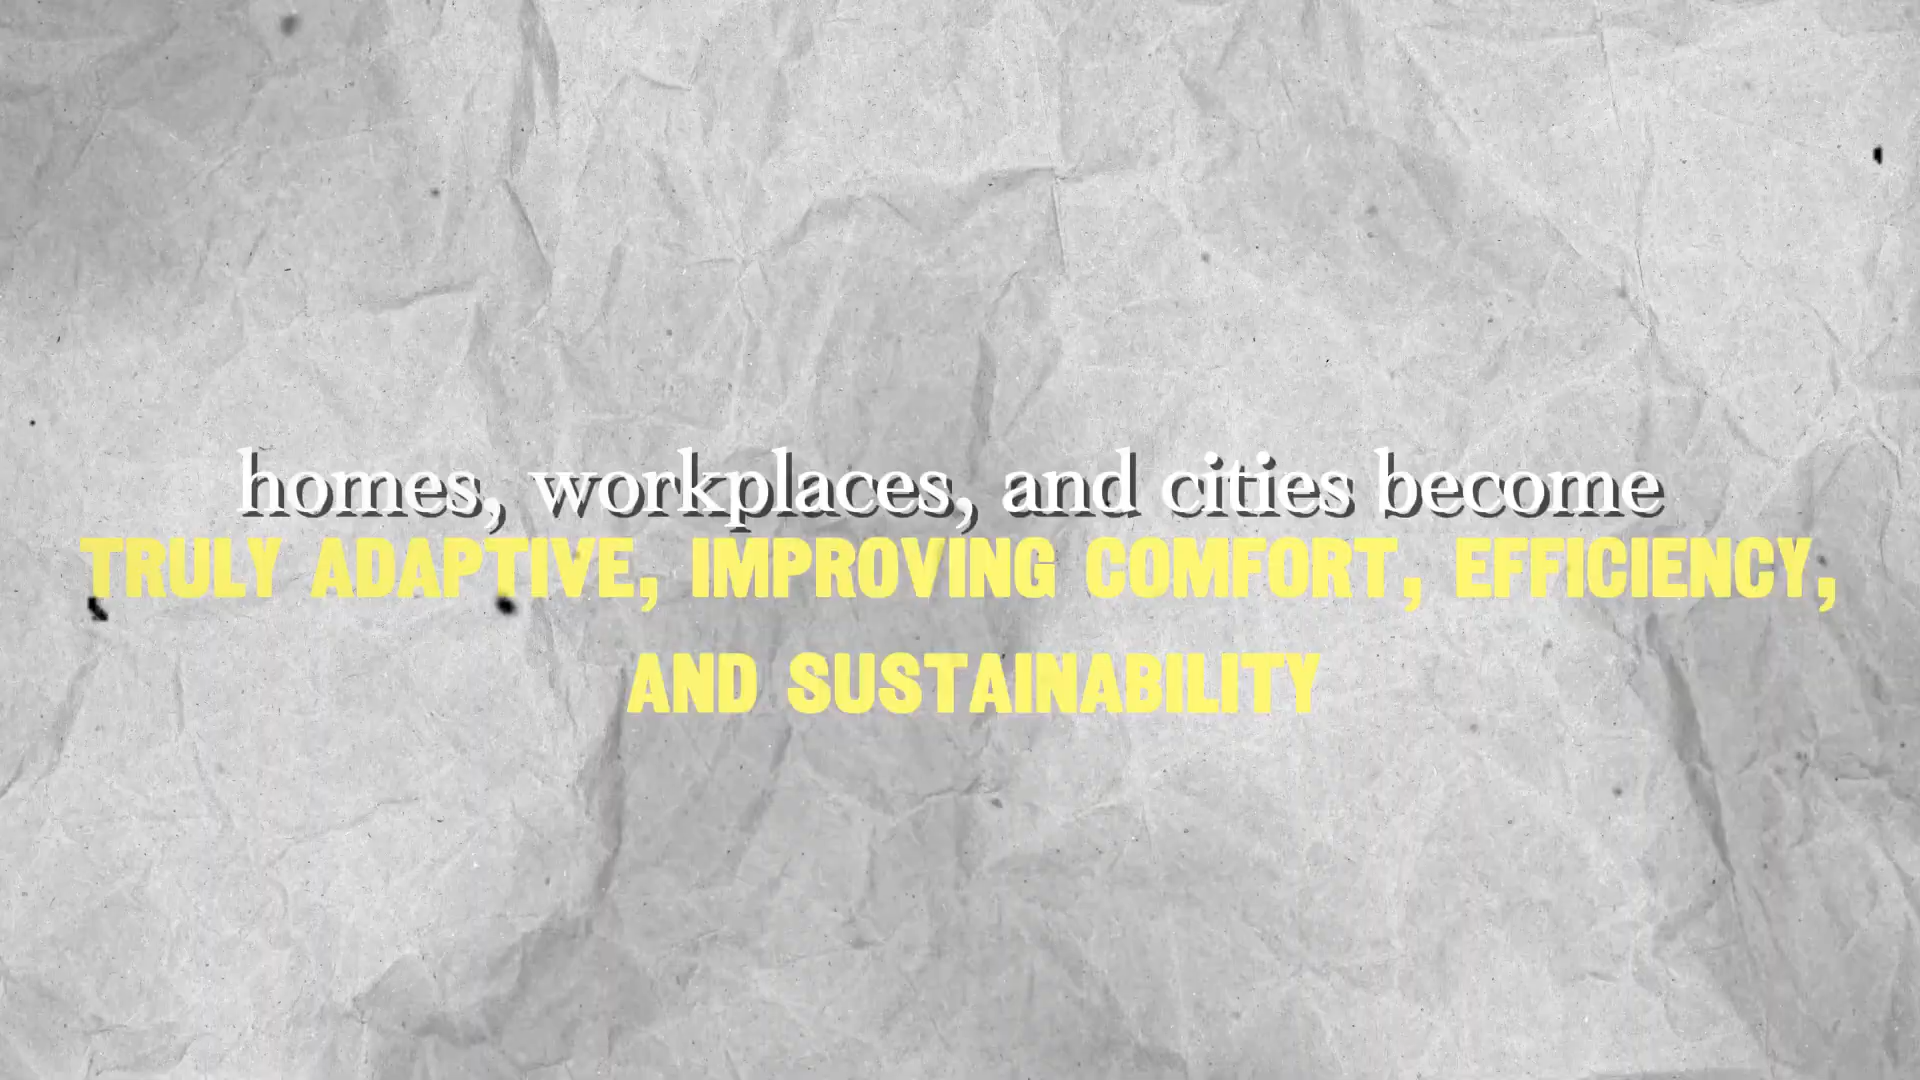 homes, workplaces, and cities become
TRULY ADAPTIVE, IMPROVING COMFORT, EFFICIENCY,
AND SUSTAINABILITY